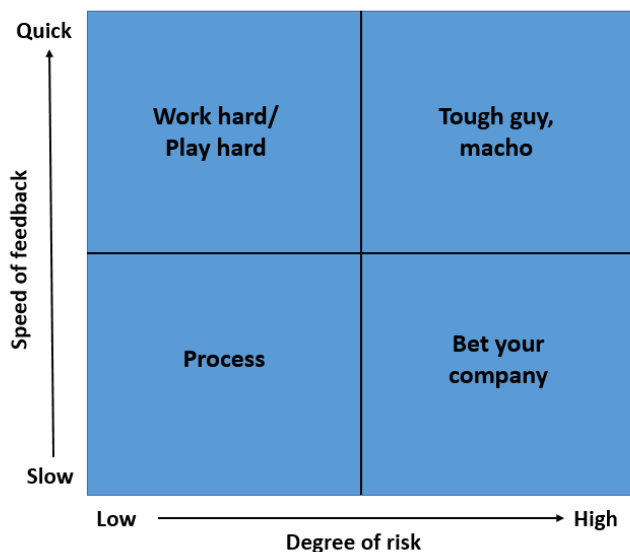 Quick
Work hard/
Play hard
Tough guy,
macho
Speed of feedback
Process
Bet your
company
Slow
Low
High
Degree of risk